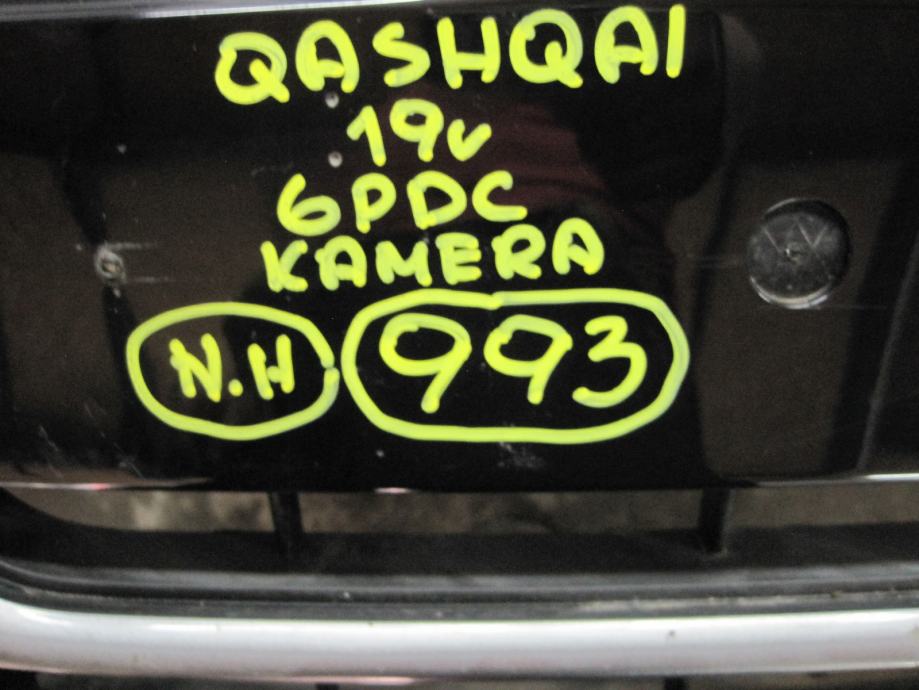 QASHQAI
19v
6PDC
KAMERA
N.H 993